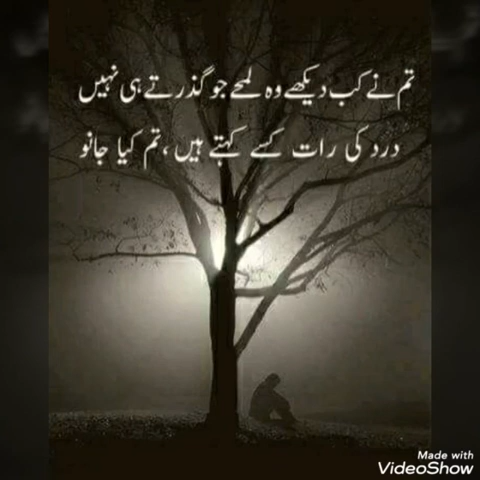 تم نے کب دیکھے وہ لمحے جو گذرتے ہی نہیں
درد کی رات کسے کہتے ہیں، تم کیا جانو
Made with
VideoShow